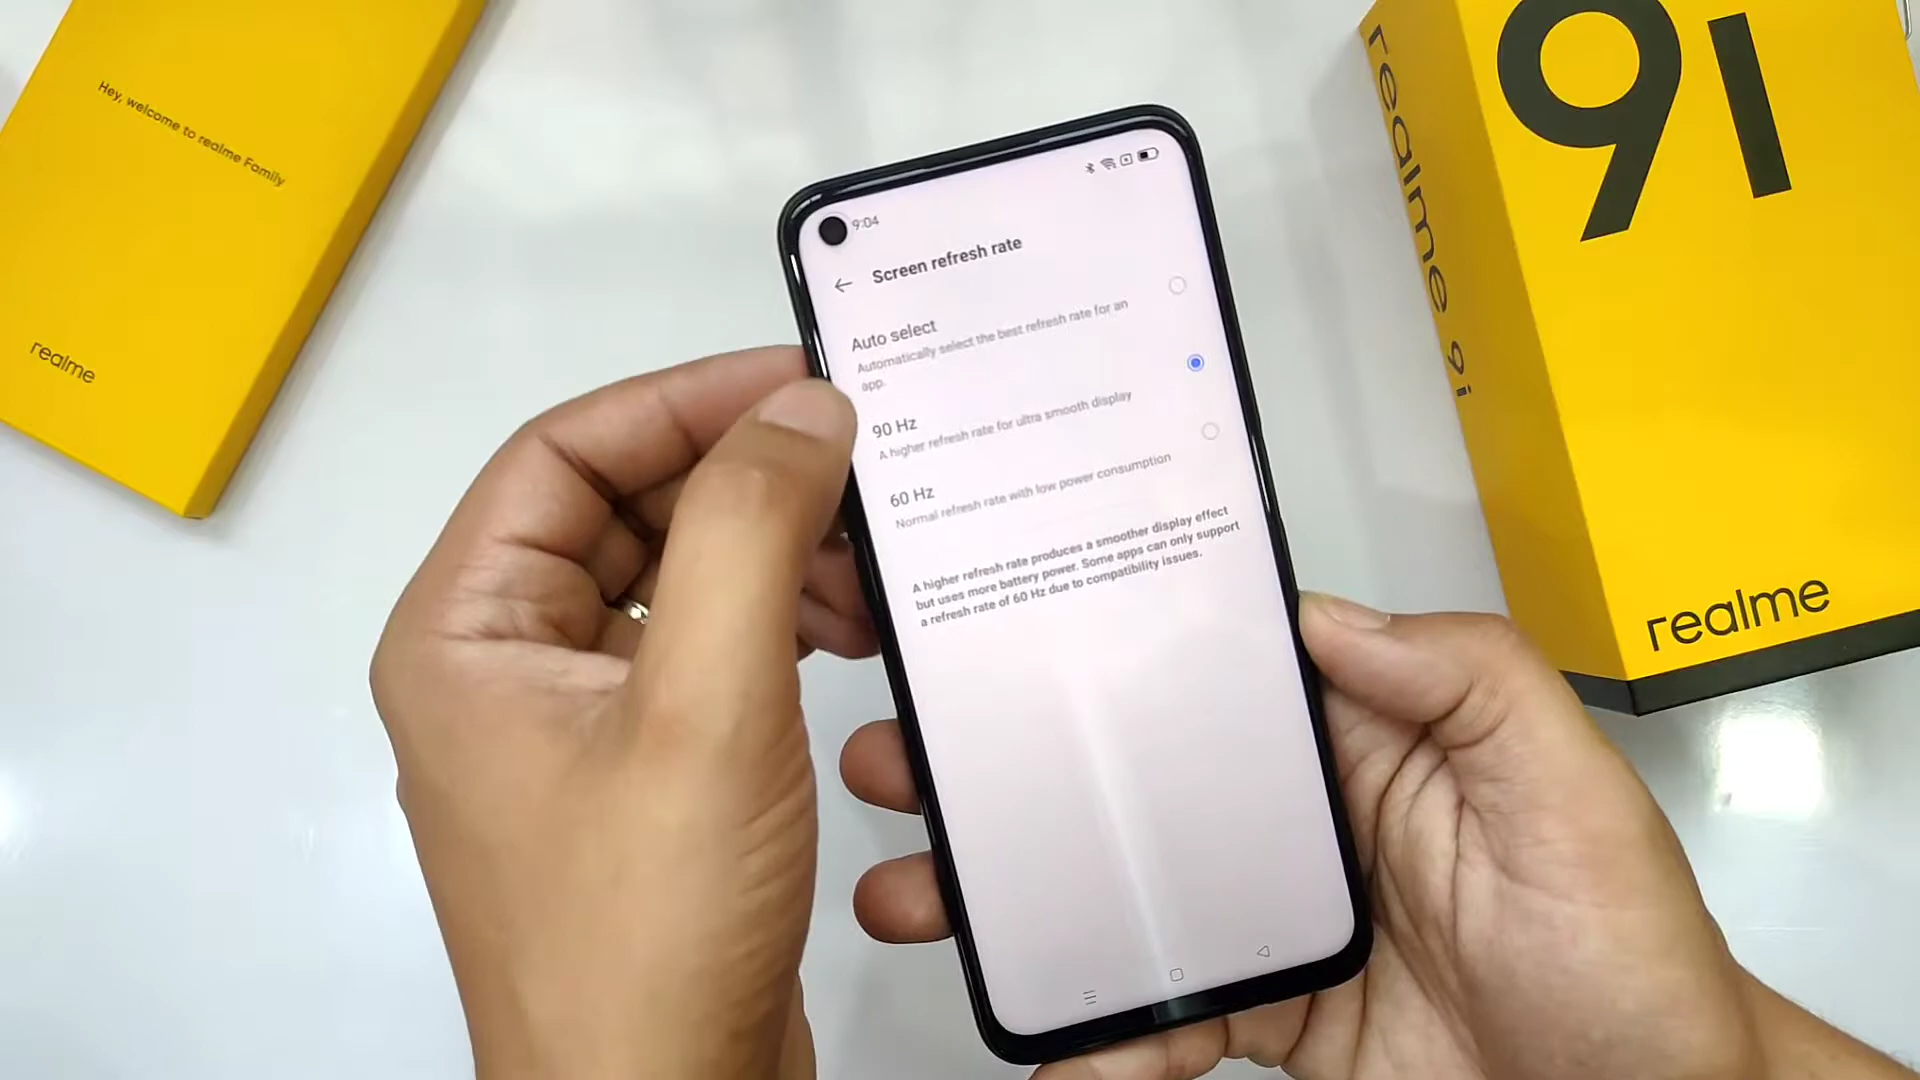 Hey, welcome to realme Family
realme
9:04
Screen refresh rate
Auto select
Automatically select the best refresh rate for an
app.
90 Hz
A higher refresh rate for ultra smooth display
60 Hz
Normal refresh rate with low power consumption
A higher refresh rate produces a smoother display effect
but uses more battery power. Some apps can only support
a refresh rate of 60 Hz due to compatibility issues.
realme 9i
9i
realme